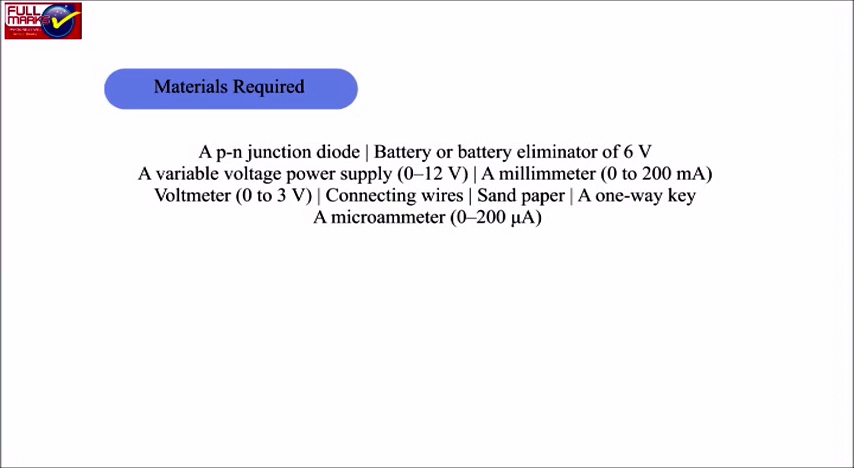 FULL
MARKS
Materials Required
A p-n junction diode | Battery or battery eliminator of 6 V
A variable voltage power supply (0–12 V) | A millimmeter (0 to 200 mA)
Voltmeter (0 to 3 V) | Connecting wires | Sand paper | A one-way key
A microammeter (0–200 μA)